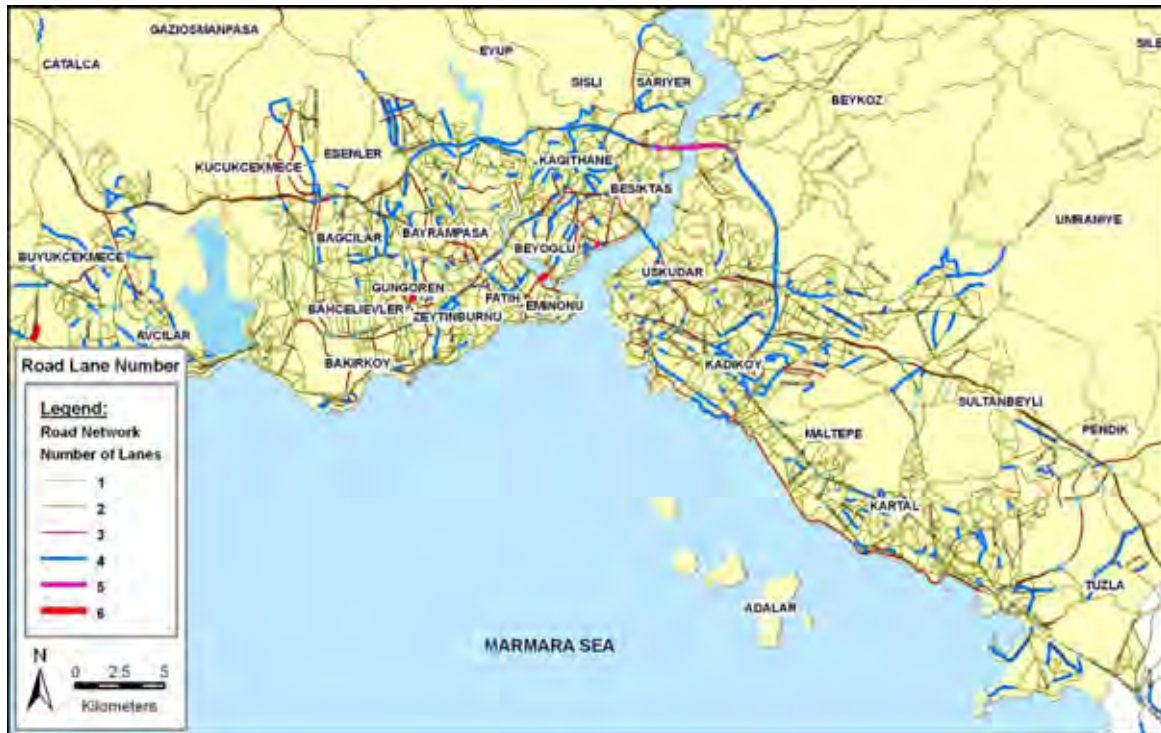 GAZIOSMANPASA
CATALCA
EYUP
SISLI
SARIYER
SILE
BEYKOZ
ESENLER
KUCUKCEKMECE
KAGITHANE
BESIKTAS
UMRANIYE
BAGCILAR
BAYRAMPASA
BEYOGLU
BUYUKCEKMECE
USKUDAR
GUNGOREN
FATIH
EMINONU
BAHCELIEVLER
ZEYTINBURNU
AVCILAR
BAKIRKOY
KADIKOY
SULTANBEYLI
MALTEPE
PENDIK
KARTAL
TUZLA
ADALAR
MARMARA SEA
Road Lane Number
Legend:
Road Network
Number of Lanes
1
2
3
4
5
6
N
0 2.5 5
Kilometers